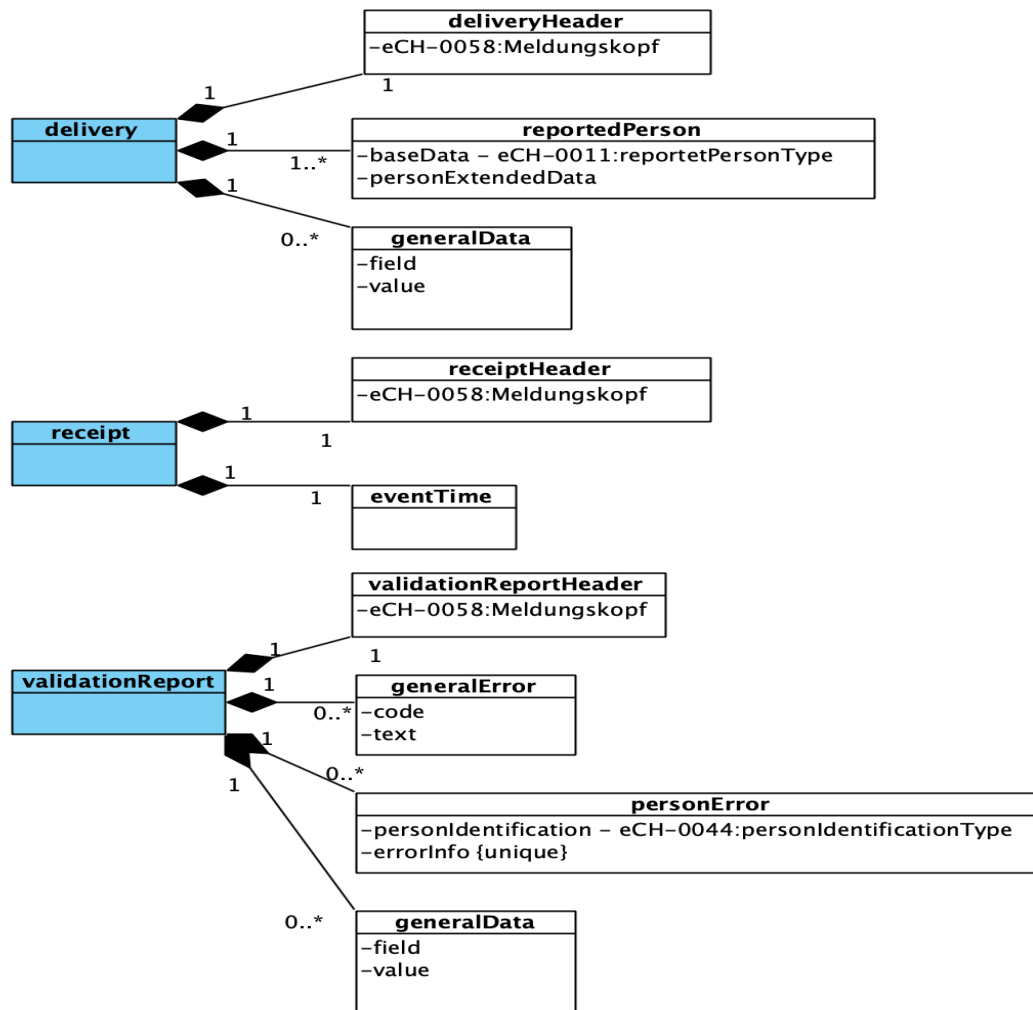 deliveryHeader
-eCH-0058:Meldungskopf
1
1
delivery
1
reportedPerson
-baseData - eCH-0011:reportetPersonType
-personExtendedData
1..*
1
0..*
generalData
-field
-value
receiptHeader
-eCH-0058:Meldungskopf
1
1
receipt
1
1
eventTime
validationReportHeader
-eCH-0058:Meldungskopf
1
1
validationReport
1
0..*
generalError
-code
-text
1
0..*
personError
-personIdentification - eCH-0044:personIdentificationType
-errorInfo {unique}
1
0..*
generalData
-field
-value